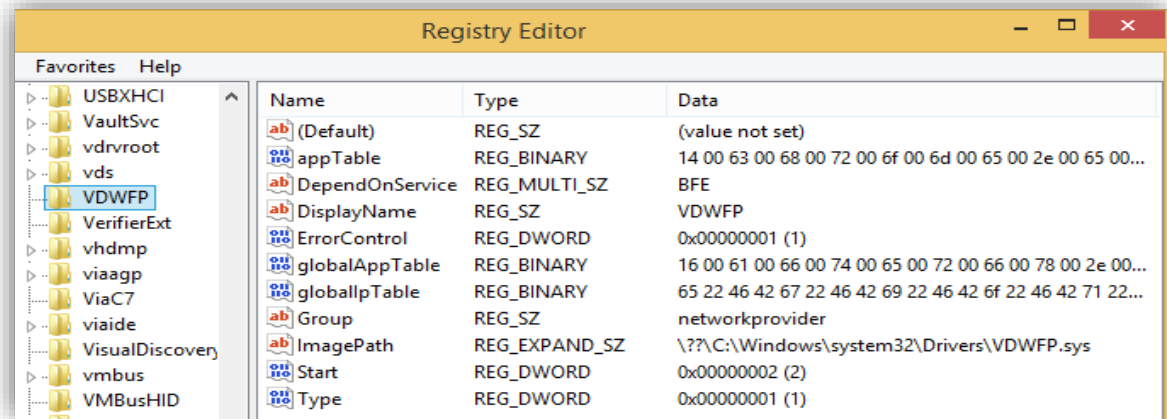 Registry Editor
Favorites Help
USBXHCI
VaultSvc
vdrvroot
vds
VDWFP
VerifierExt
vhdmp
viaagp
ViaC7
viaide
VisualDiscovery
vmbus
VMBusHID
Name Type Data
(Default) REG_SZ (value not set)
appTable REG_BINARY 14 00 63 00 68 00 72 00 6f 00 6d 00 65 00 2e 00 65 00...
DependOnService REG_MULTI_SZ BFE
DisplayName REG_SZ VDWFP
ErrorControl REG_DWORD 0x00000001 (1)
globalAppTable REG_BINARY 16 00 61 00 66 00 74 00 65 00 72 00 66 00 78 00 2e 00...
globalIpTable REG_BINARY 65 22 46 42 67 22 46 42 69 22 46 42 6f 22 46 42 71 22...
Group REG_SZ networkprovider
ImagePath REG_EXPAND_SZ \??\C:\Windows\system32\Drivers\VDWFP.sys
Start REG_DWORD 0x00000002 (2)
Type REG_DWORD 0x00000001 (1)